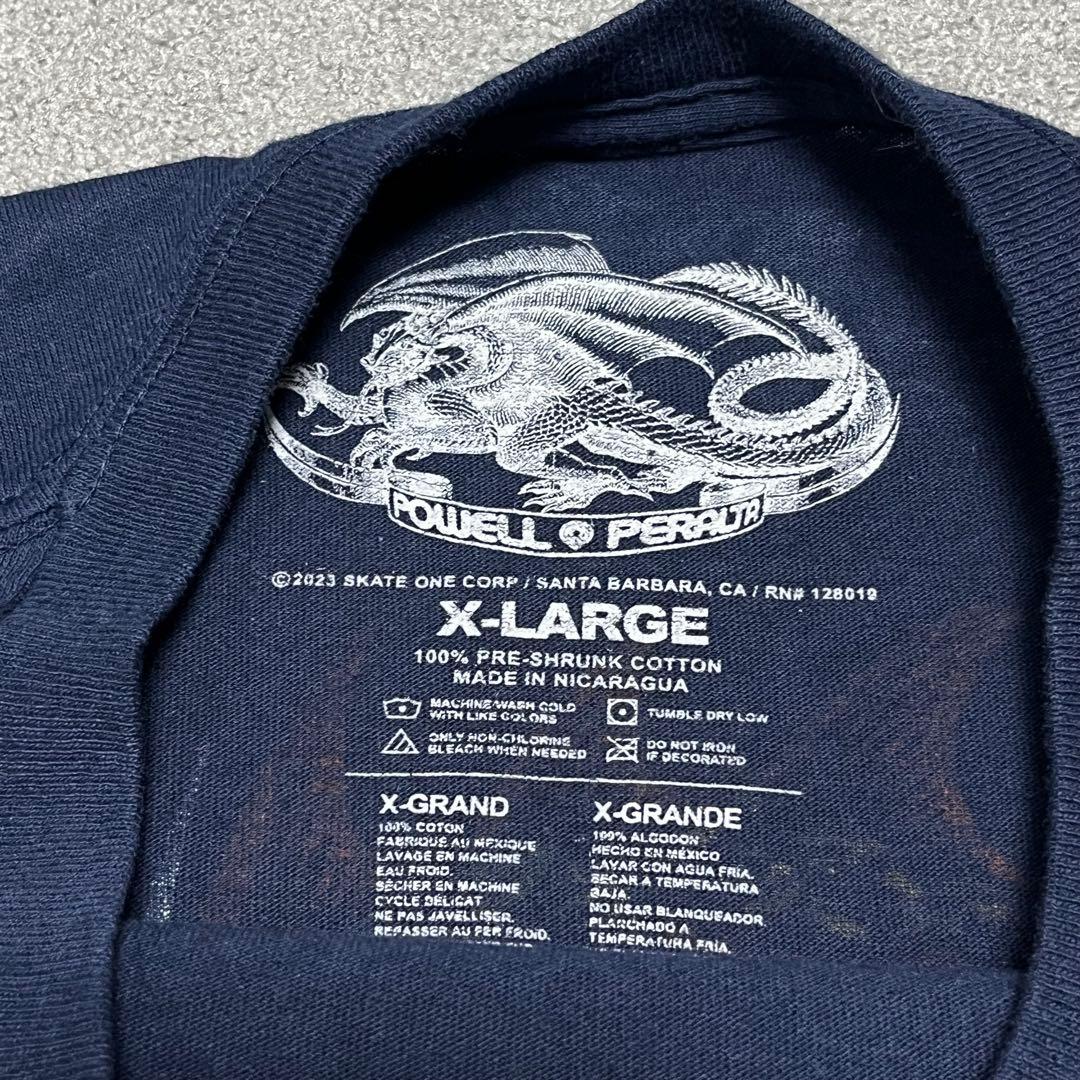 POWELL PERALTA
©2023 SKATE ONE CORP / SANTA BARBARA, CA / RN# 128019
X-LARGE
100% PRE-SHRUNK COTTON
MADE IN NICARAGUA
MACHINE WASH COLD
WITH LIKE COLORS
TUMBLE DRY LOW
ONLY NON-CHLORINE
BLEACH WHEN NEEDED
DO NOT IRON
IF DECORATED
X-GRAND
100% COTON
FABRIQUE AU MEXIQUE
LAVAGE EN MACHINE
EAU FROID.
SÉCHER EN MACHINE
CYCLE DÉLICAT
NE PAS JAVELLISER.
REPASSER AU FER FROID.
X-GRANDE
100% ALGODON
HECHO EN MÉXICO
LAVAR CON AGUA FRIA.
SECAR A TEMPERATURA
BAJA.
NO USAR BLANQUEADOR
PLANCHADO A
TEMPERATURA FRIA.